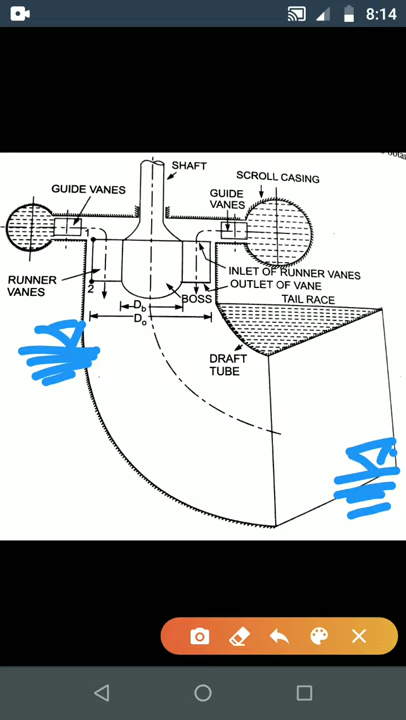 8:14
SHAFT
SCROLL CASING
GUIDE VANES
GUIDE
VANES
1
INLET OF RUNNER VANES
RUNNER
VANES
2
OUTLET OF VANE
BOSS
TAIL RACE
Db
Do
DRAFT
TUBE